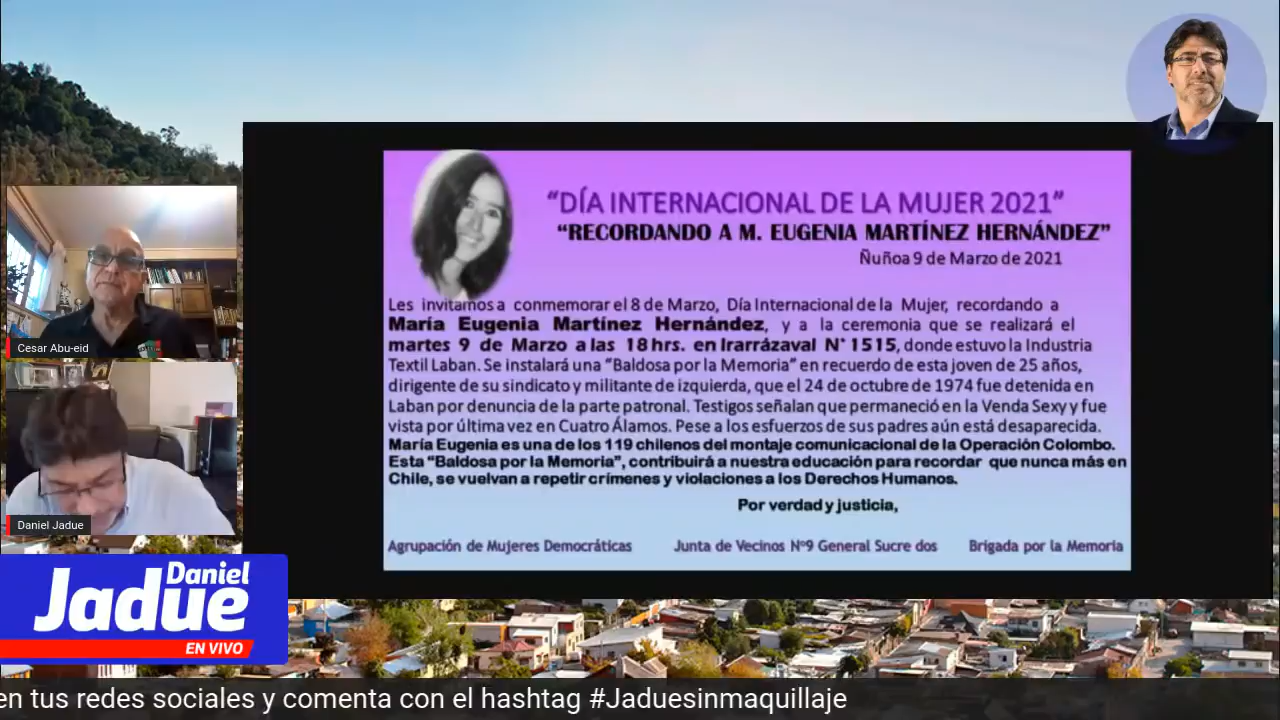 "DÍA INTERNACIONAL DE LA MUJER 2021"
"RECORDANDO A M. EUGENIA MARTÍNEZ HERNÁNDEZ"
Ñuñoa 9 de Marzo de 2021
Les invitamos a conmemorar el 8 de Marzo, Día Internacional de la Mujer, recordando a
María Eugenia Martínez Hernández, y a la ceremonia que se realizará el
martes 9 de Marzo a las 18 hrs. en Irarrázaval N° 1515, donde estuvo la Industria
Textil Laban. Se instalará una "Baldosa por la Memoria" en recuerdo de esta joven de 25 años,
dirigente de su sindicato y militante de izquierda, que el 24 de octubre de 1974 fue detenida en
Laban por denuncia de la parte patronal. Testigos señalan que permaneció en la Venda Sexy y fue
vista por última vez en Cuatro Álamos. Pese a los esfuerzos de sus padres aún está desaparecida.
María Eugenia es una de los 119 chilenos del montaje comunicacional de la Operación Colombo.
Esta "Baldosa por la Memoria", contribuirá a nuestra educación para recordar que nunca más en
Chile, se vuelvan a repetir crímenes y violaciones a los Derechos Humanos.
Por verdad y justicia,
Agrupación de Mujeres Democráticas Junta de Vecinos Nº9 General Sucre dos Brigada por la Memoria
Cesar Abu-eid
Daniel Jadue
Daniel
Jadue
EN VIVO
en tus redes sociales y comenta con el hashtag #Jaduesinmaquillaje